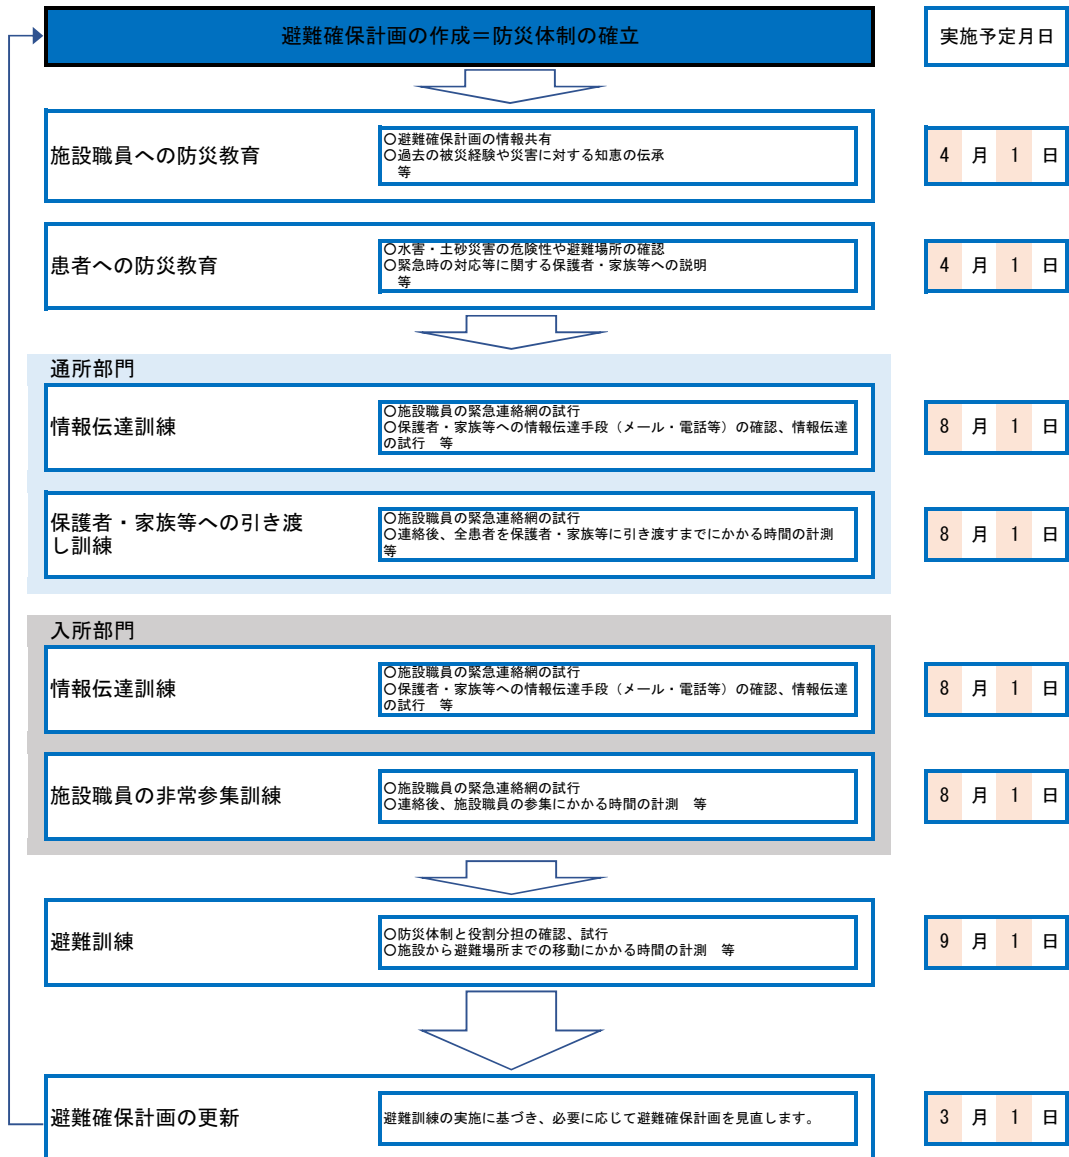 避難確保計画の作成＝防災体制の確立
実施予定月日
施設職員への防災教育
〇避難確保計画の情報共有
〇過去の被災経験や災害に対する知恵の伝承
等
4 月 1 日
患者への防災教育
〇水害・土砂災害の危険性や避難場所の確認
〇緊急時の対応等に関する保護者・家族等への説明
等
4 月 1 日
通所部門
情報伝達訓練
〇施設職員の緊急連絡網の試行
〇保護者・家族等への情報伝達手段（メール・電話等）の確認、情報伝達
の試行　等
8 月 1 日
保護者・家族等への引き渡
し訓練
〇施設職員の緊急連絡網の試行
〇連絡後、全患者を保護者・家族等に引き渡すまでにかかる時間の計測
等
8 月 1 日
入所部門
情報伝達訓練
〇施設職員の緊急連絡網の試行
〇保護者・家族等への情報伝達手段（メール・電話等）の確認、情報伝達
の試行　等
8 月 1 日
施設職員の非常参集訓練
〇施設職員の緊急連絡網の試行
〇連絡後、施設職員の参集にかかる時間の計測　等
8 月 1 日
避難訓練
〇防災体制と役割分担の確認、試行
〇施設から避難場所までの移動にかかる時間の計測　等
9 月 1 日
避難確保計画の更新
避難訓練の実施に基づき、必要に応じて避難確保計画を見直します。
3 月 1 日